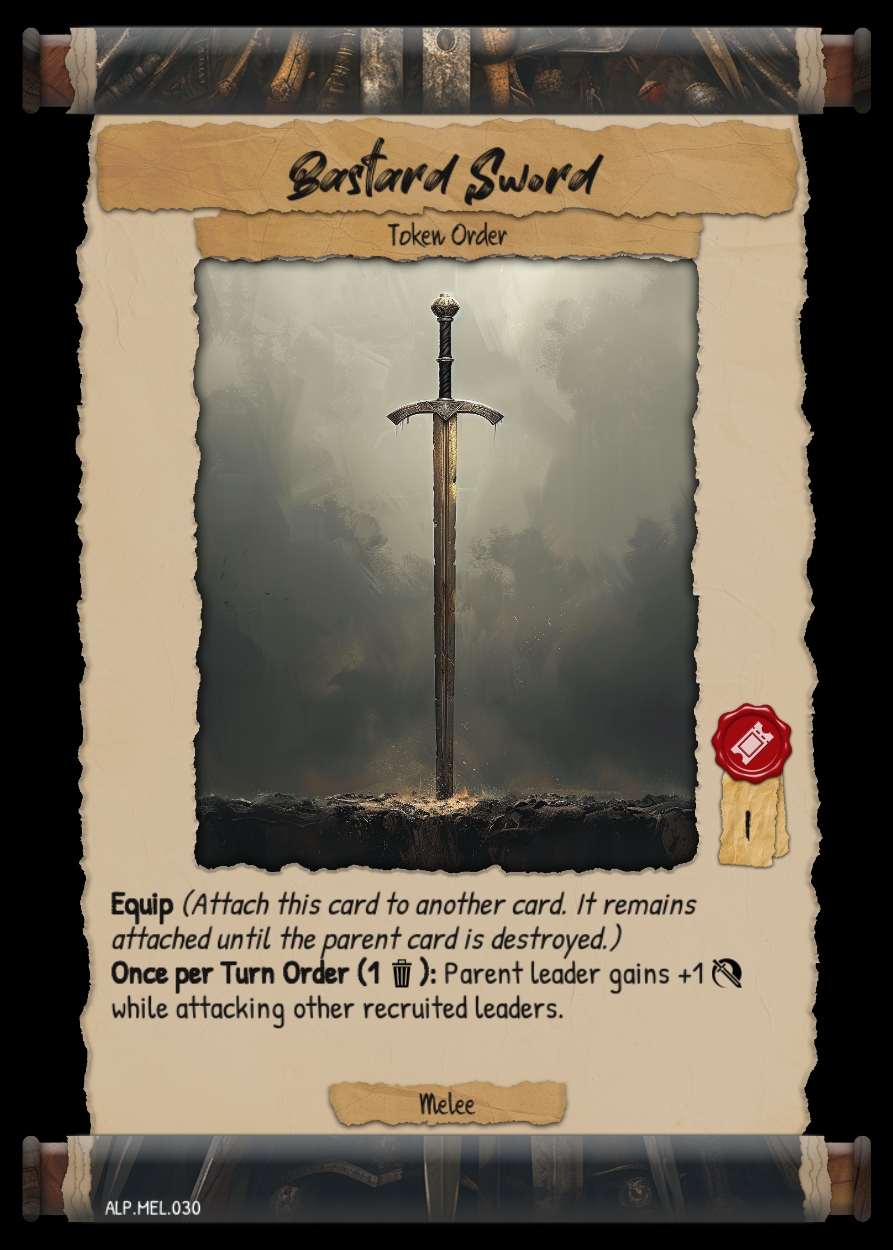 Bastard Sword
Token Order
1
Equip (Attach this card to another card. It remains
attached until the parent card is destroyed.)
Once per Turn Order (1 ): Parent leader gains +1
while attacking other recruited leaders.
Melee
ALP.MEL.030